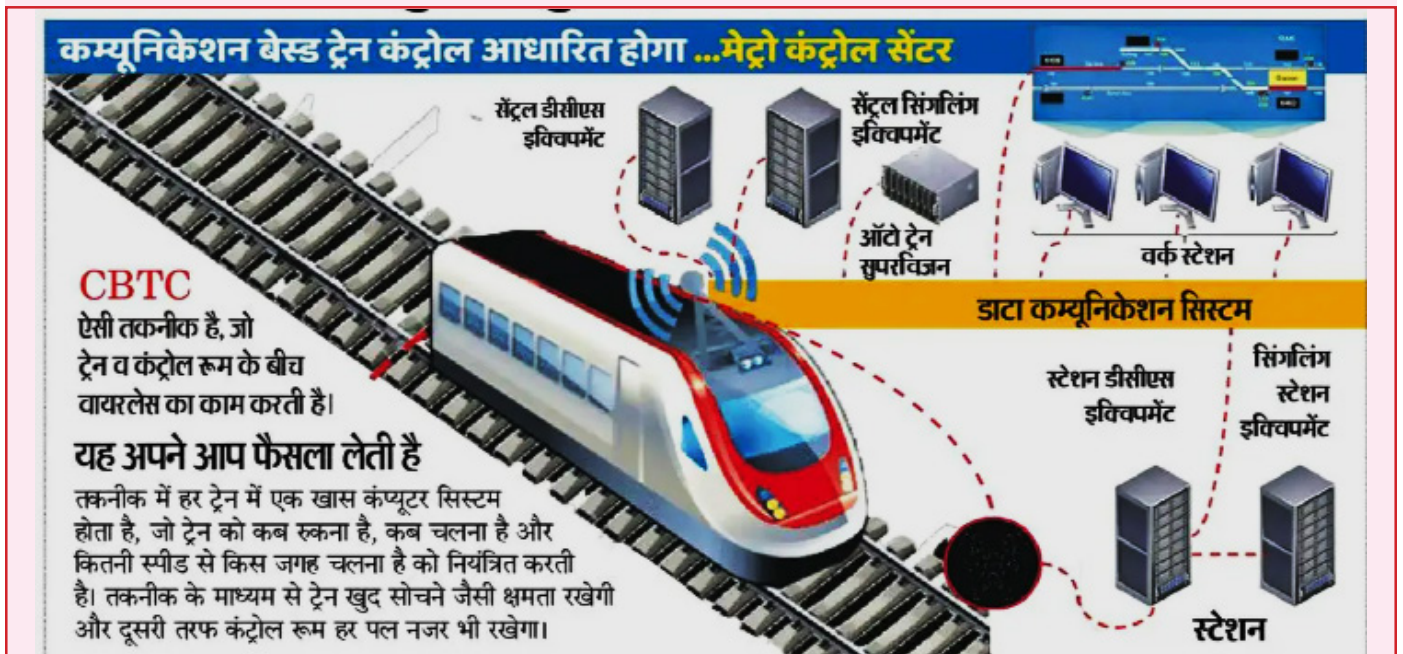 कम्यूनिकेशन बेस्ड ट्रेन कंट्रोल आधारित होगा ...मेट्रो कंट्रोल सेंटर
सेंट्रल डीसीएस
इक्विपमेंट
सेंट्रल सिंगलिंग
इक्विपमेंट
ऑटो ट्रेन
सुपरविजन
वर्क स्टेशन
डाटा कम्यूनिकेशन सिस्टम
CBTC
ऐसी तकनीक है, जो
ट्रेन व कंट्रोल रूम के बीच
वायरलेस का काम करती है।
यह अपने आप फैसला लेती है
तकनीक में हर ट्रेन में एक खास कंप्यूटर सिस्टम
होता है, जो ट्रेन को कब रुकना है, कब चलना है और
कितनी स्पीड से किस जगह चलना है को नियंत्रित करती
है। तकनीक के माध्यम से ट्रेन खुद सोचने जैसी क्षमता रखेगी
और दूसरी तरफ कंट्रोल रूम हर पल नजर भी रखेगा।
स्टेशन डीसीएस
इक्विपमेंट
सिंगलिंग
स्टेशन
इक्विपमेंट
स्टेशन